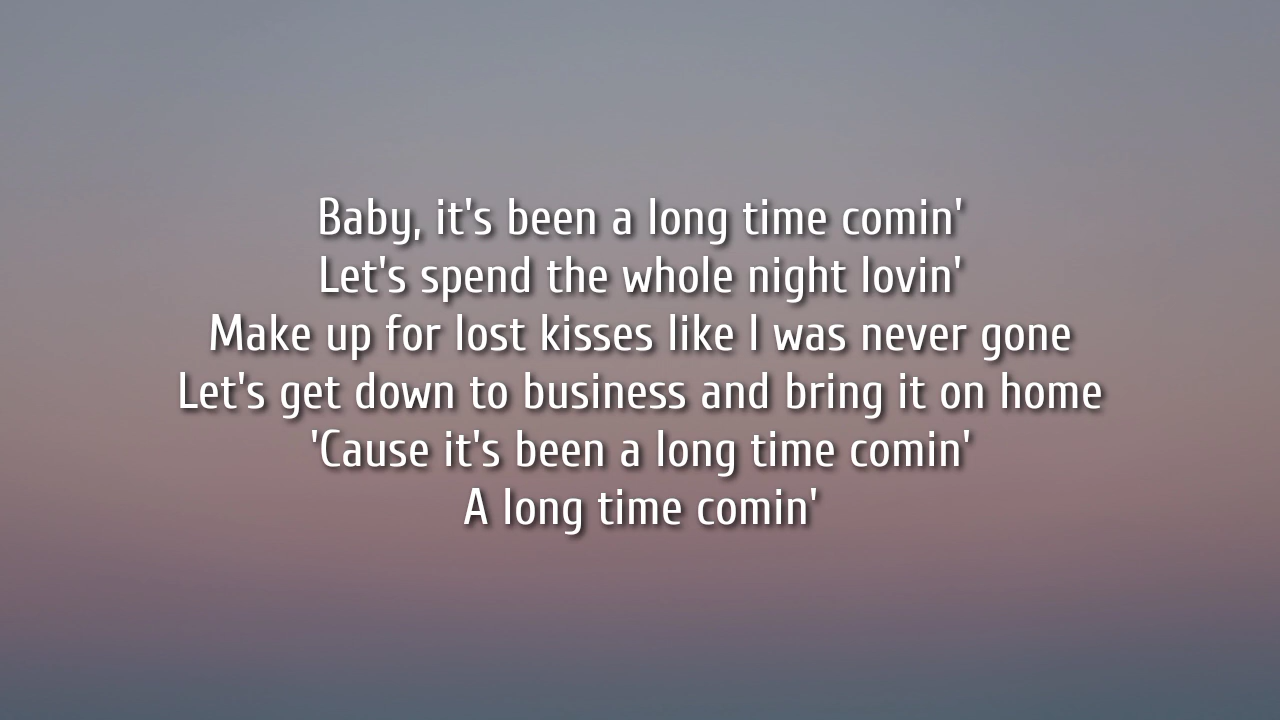 Baby, it's been a long time comin'
Let's spend the whole night lovin'
Make up for lost kisses like I was never gone
Let's get down to business and bring it on home
'Cause it's been a long time comin'
A long time comin'